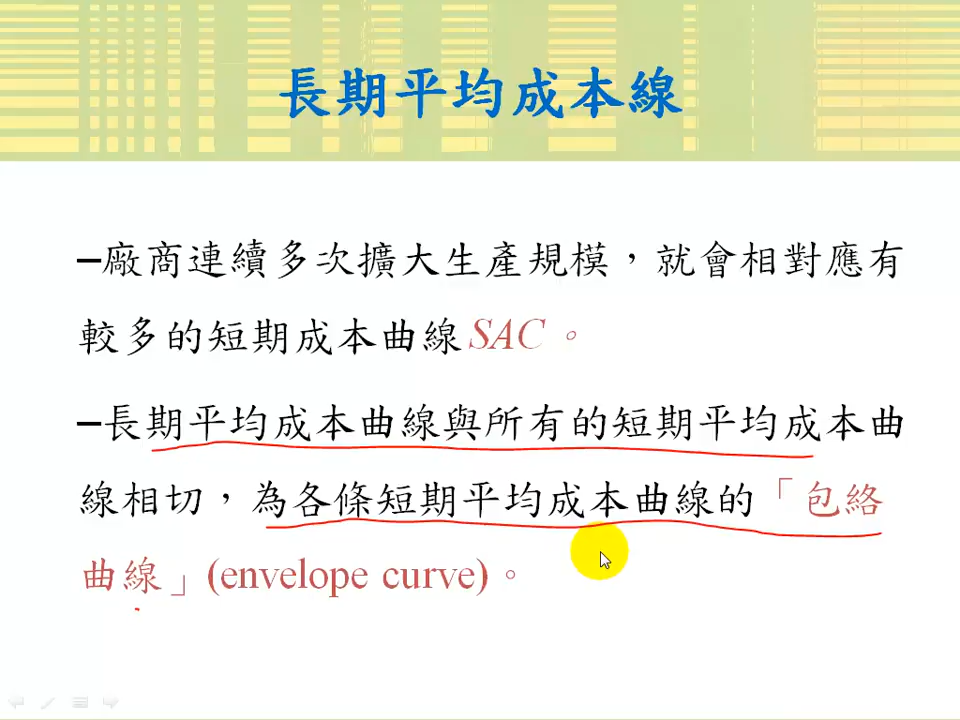 長期平均成本線
–廠商連續多次擴大生產規模，就會相對應有
較多的短期成本曲線SAC。
–長期平均成本曲線與所有的短期平均成本曲
線相切，為各條短期平均成本曲線的「包絡
曲線」(envelope curve)。